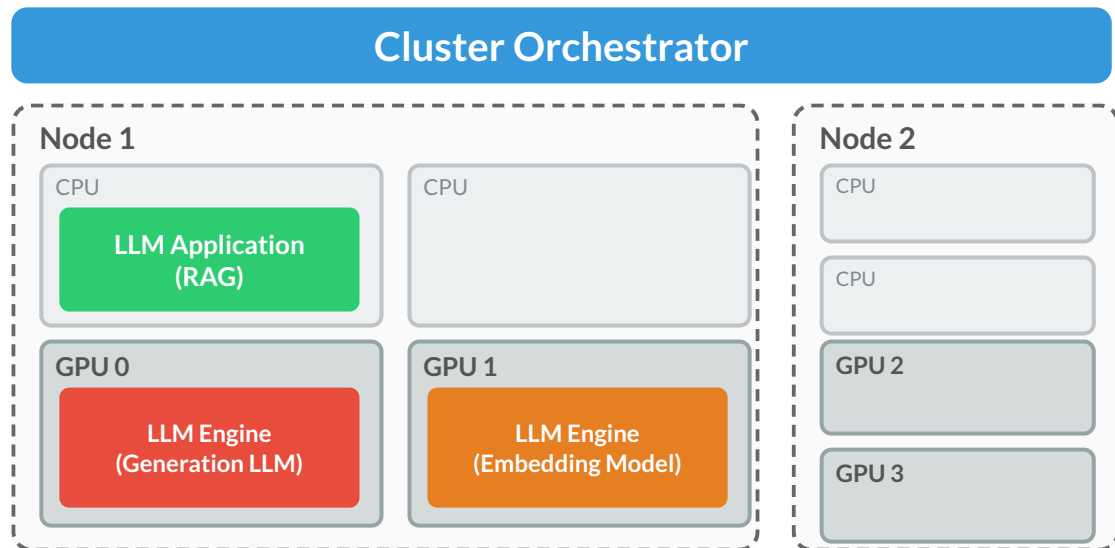 Cluster Orchestrator
Node 1
CPU
LLM Application
(RAG)
CPU
GPU 0
LLM Engine
(Generation LLM)
GPU 1
LLM Engine
(Embedding Model)
Node 2
CPU
CPU
GPU 2
GPU 3